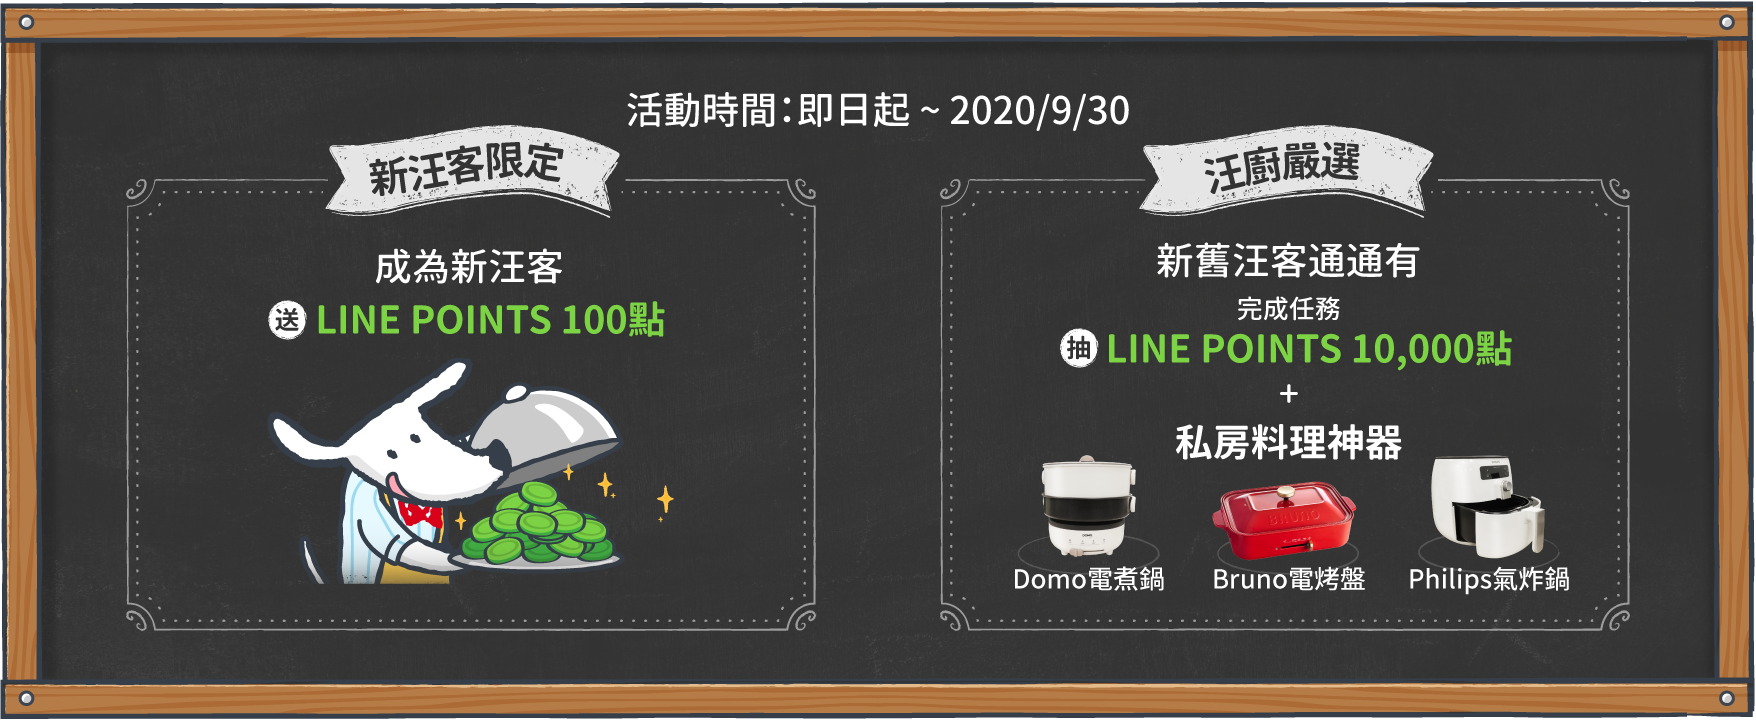 活動時間：即日起 ~ 2020/9/30
新汪客限定
成為新汪客
送 LINE POINTS 100點
汪廚嚴選
新舊汪客通通有
完成任務
抽 LINE POINTS 10,000點
+
私房料理神器
BRUNO
Domo電煮鍋
Bruno電烤盤
Philips氣炸鍋